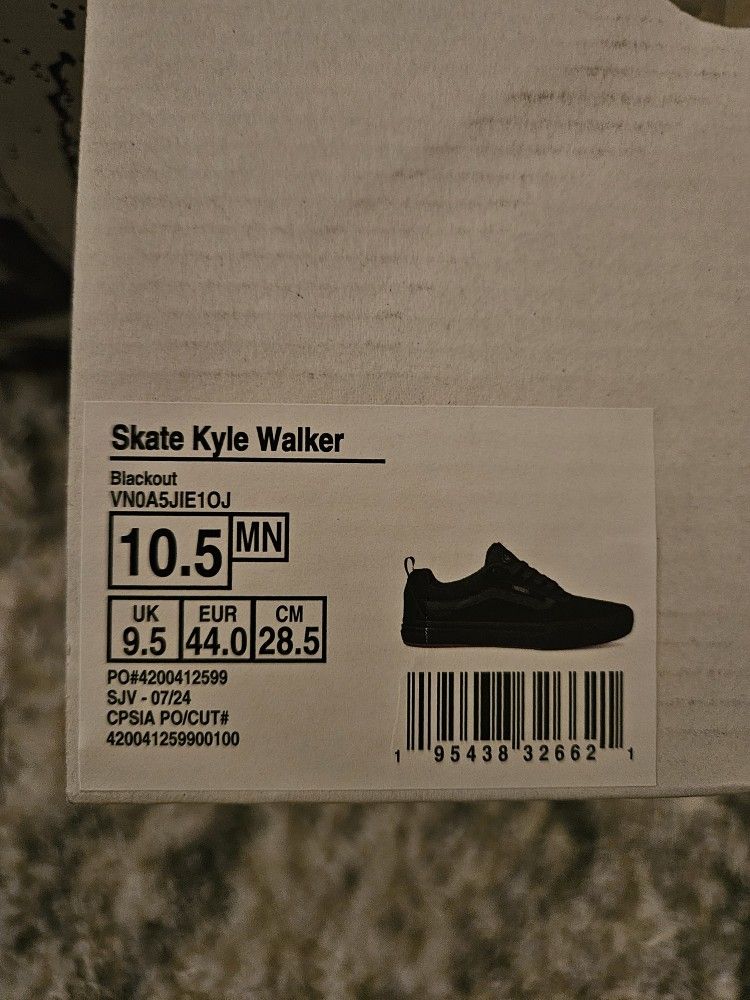 Skate Kyle Walker
Blackout
VN0A5JIE1OJ
10.5 MN
UK EUR CM
9.5 44.0 28.5
PO#4200412599
SJV - 07/24
CPSIA PO/CUT#
420041259900100
1 95438 32662 1